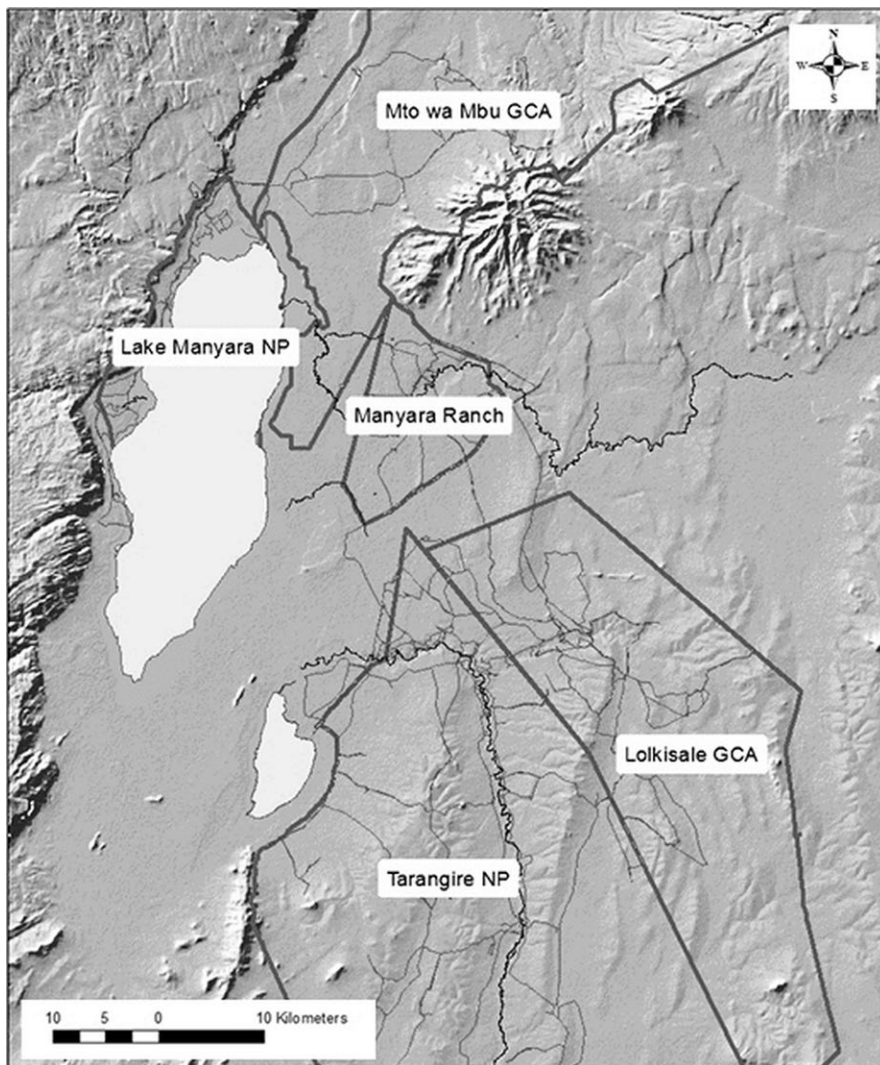 N
W E
S
Mto wa Mbu GCA
Lake Manyara NP
Manyara Ranch
Lolkisale GCA
Tarangire NP
10 5 0 10 Kilometers